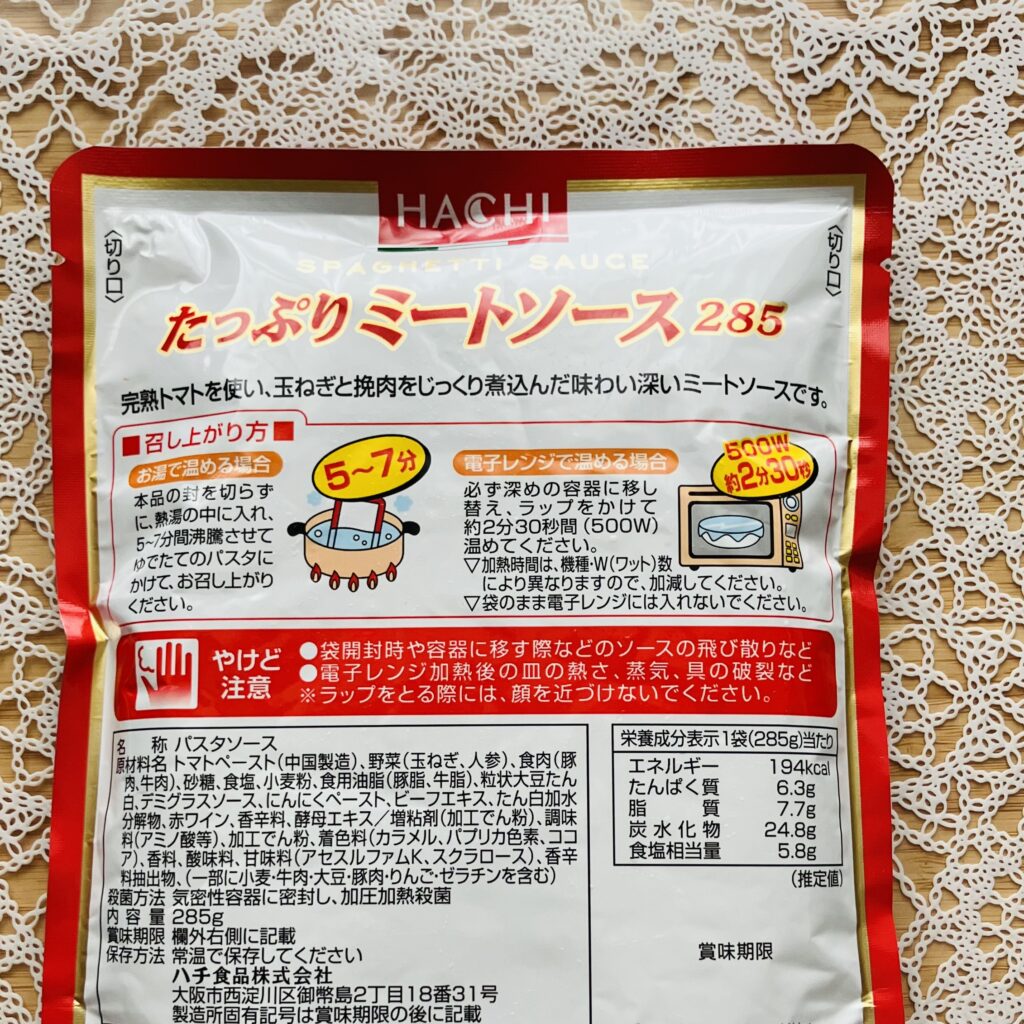 HACHI
SPAGHETTI SAUCE
〈切り口〉
〈切り口〉
たっぷりミートソース285
完熟トマトを使い、玉ねぎと挽肉をじっくり煮込んだ味わい深いミートソースです。
■召し上がり方■
お湯で温める場合
5〜7分
本品の封を切らず
に、熱湯の中に入れ、
5〜7分間沸騰させて
ゆでたてのパスタに
かけて、お召し上がり
ください。
電子レンジで温める場合
500W
約2分30秒
必ず深めの容器に移し
替え、ラップをかけて
約2分30秒間(500W)
温めてください。
▽加熱時間は、機種・W(ワット)数
により異なりますので、加減してください。
▽袋のまま電子レンジには入れないでください。
やけど
注意
●袋開封時や容器に移す際などのソースの飛び散りなど
●電子レンジ加熱後の皿の熱さ、蒸気、具の破裂など
※ラップをとる際には、顔を近づけないでください。
名称 パスタソース
原材料名 トマトペースト(中国製造)、野菜(玉ねぎ、人参)、食肉(豚
肉、牛肉)、砂糖、食塩、小麦粉、食用油脂(豚脂、牛脂)、粒状大豆たん
白、デミグラスソース、にんにくペースト、ビーフエキス、たん白加水
分解物、赤ワイン、香辛料、酵母エキス/増粘剤(加工でん粉)、調味
料(アミノ酸等)、加工でん粉、着色料(カラメル、パプリカ色素、ココ
ア)、香料、酸味料、甘味料(アセスルファムK、スクラロース)、香辛
料抽出物、(一部に小麦・牛肉・大豆・豚肉・りんご・ゼラチンを含む)
殺菌方法 気密性容器に密封し、加圧加熱殺菌
内容量 285g
賞味期限 欄外右側に記載
保存方法 常温で保存してください
ハチ食品株式会社
大阪市西淀川区御幣島2丁目18番31号
製造所固有記号は賞味期限の後に記載
栄養成分表示1袋(285g)当たり
エネルギー 194kcal
たんぱく質 6.3g
脂質 7.7g
炭水化物 24.8g
食塩相当量 5.8g
(推定値)
賞味期限